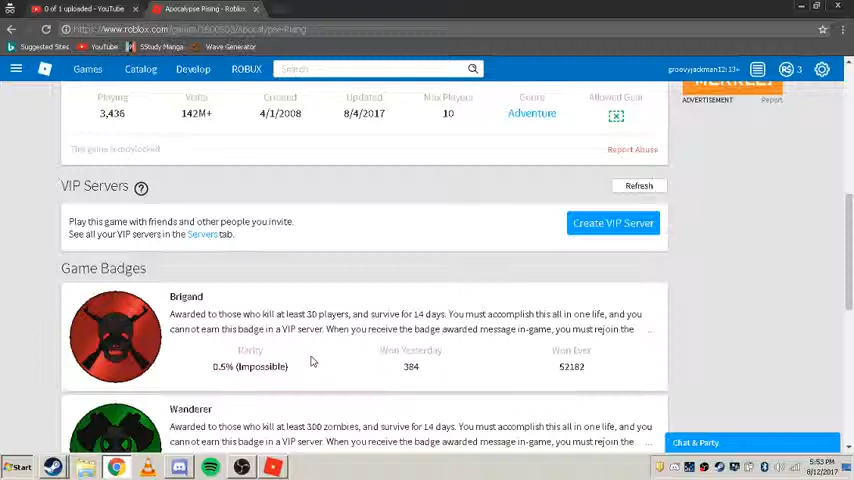 0 of 1 uploaded - YouTube
Apocalypse Rising - Roblox
https://www.roblox.com/games/1600503/Apocalypse-Rising
Suggested Sites YouTube SStudy Manga Wave Generator
Games Catalog Develop ROBUX Search groovyjackman12: 13+ 3
Playing Visits Created Updated Max Players Genre Allowed Gear
3,436 142M+ 4/1/2008 8/4/2017 10 Adventure
ADVERTISEMENT Report
This game is copylocked Report Abuse
VIP Servers Refresh
Play this game with friends and other people you invite.
See all your VIP servers in the Servers tab.
Create VIP Server
Game Badges
Brigand
Awarded to those who kill at least 30 players, and survive for 14 days. You must accomplish this all in one life, and you
cannot earn this badge in a VIP server. When you receive the badge awarded message in-game, you must rejoin the ...
Rarity Won Yesterday Won Ever
0.5% (Impossible) 384 52182
Wanderer
Awarded to those who kill at least 300 zombies, and survive for 14 days. You must accomplish this all in one life, and you
cannot earn this badge in a VIP server. When you receive the badge awarded message in-game, you must rejoin the ...
Chat & Party
Start
5:53 PM
8/12/2017